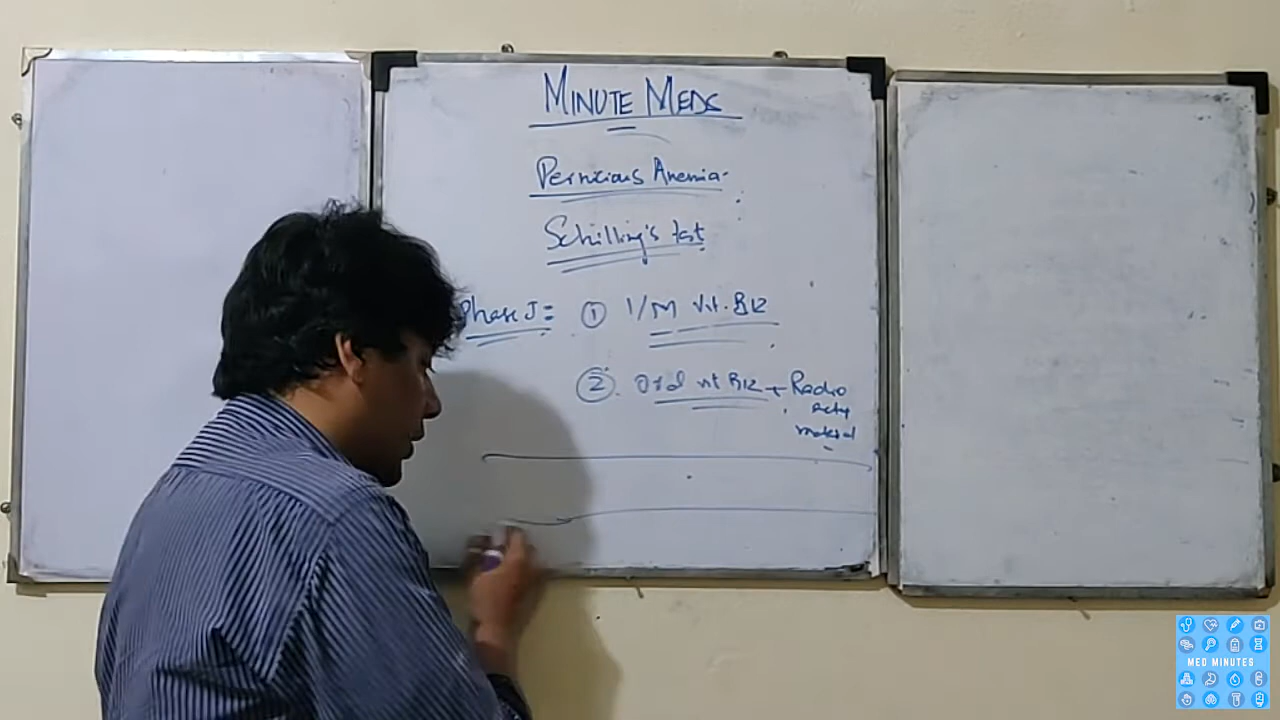 MINUTE MEDS
Pernicious Anemia.
Schilling's test
Phase I: ① I/M Vit. B12
② Oral vit B12 + Radio
active
material
MED MINUTES